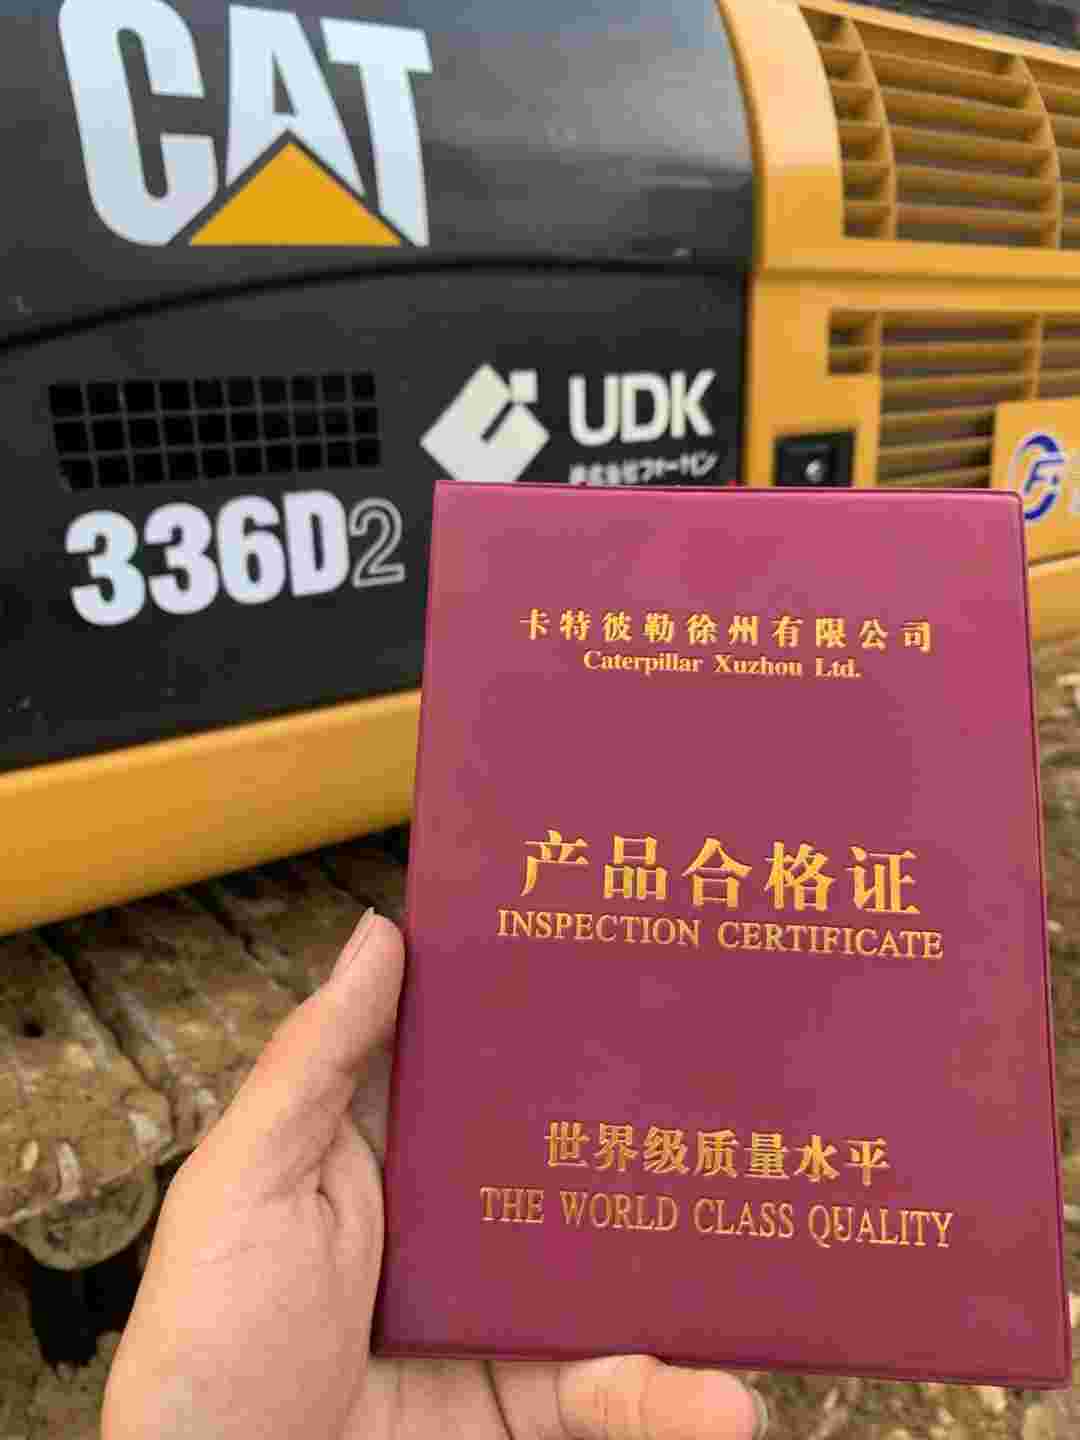 CAT
UDK
336D2
卡特彼勒徐州有限公司
Caterpillar Xuzhou Ltd.
产品合格证
INSPECTION CERTIFICATE
世界级质量水平
THE WORLD CLASS QUALITY